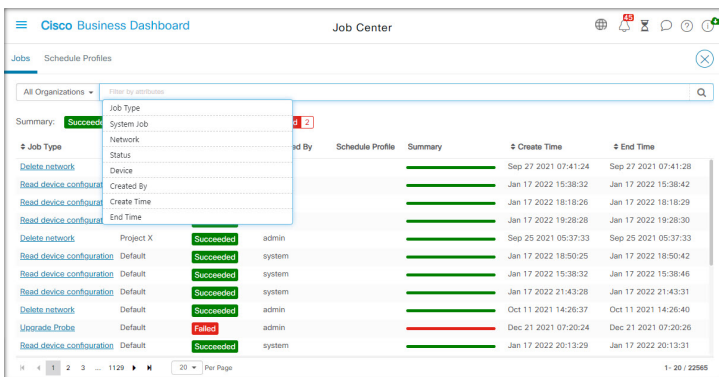 Cisco Business Dashboard
Job Center
45
Jobs Schedule Profiles
All Organizations Filter by attributes
Job Type
System Job
Network
Status
Device
Created By
Create Time
End Time
Summary: Succeede d 2
Job Type ed By Schedule Profile Summary Create Time End Time
Delete network Sep 27 2021 07:41:24 Sep 27 2021 07:41:28
Read device configurat Jan 17 2022 15:38:32 Jan 17 2022 15:38:42
Read device configurat Jan 17 2022 18:18:26 Jan 17 2022 18:18:29
Read device configurat Jan 17 2022 19:28:28 Jan 17 2022 19:28:30
Delete network Project X Succeeded admin Sep 25 2021 05:37:33 Sep 25 2021 05:37:33
Read device configuration Default Succeeded system Jan 17 2022 18:50:25 Jan 17 2022 18:50:42
Read device configuration Default Succeeded system Jan 17 2022 15:38:32 Jan 17 2022 15:38:46
Read device configuration Default Succeeded system Jan 17 2022 21:43:28 Jan 17 2022 21:43:31
Delete network Default Succeeded admin Oct 11 2021 14:26:37 Oct 11 2021 14:26:40
Upgrade Probe Default Failed admin Dec 21 2021 07:20:24 Dec 21 2021 07:20:26
Read device configuration Default Succeeded system Jan 17 2022 20:13:29 Jan 17 2022 20:13:31
1 2 3 ... 1129 20 Per Page 1 - 20 / 22565